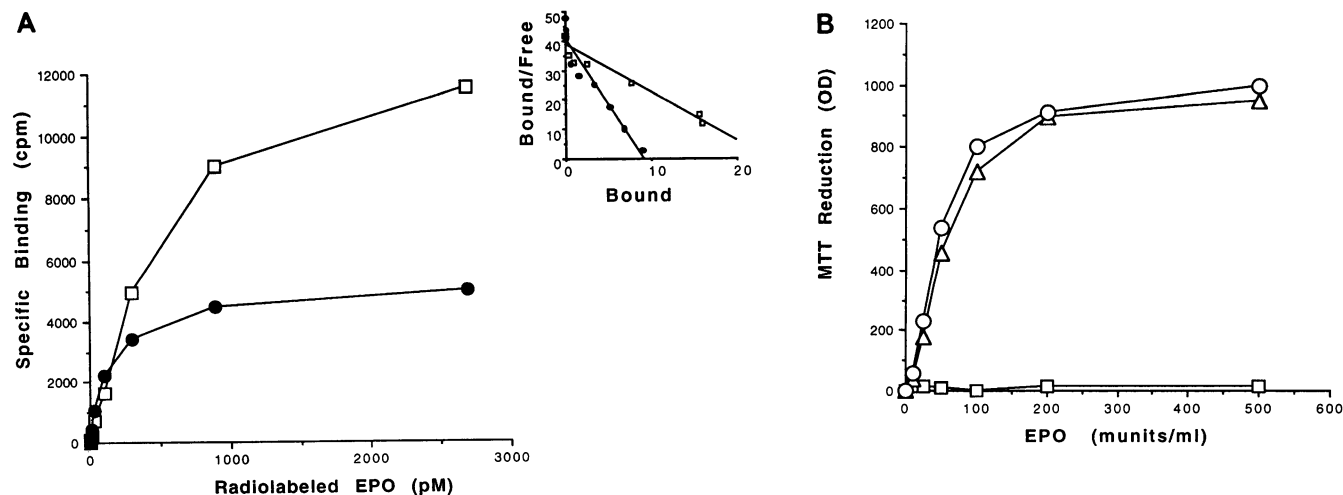 A
12000
10000
8000
6000
4000
2000
0
Specific Binding (cpm)
0 1000 2000 3000
Radiolabeled EPO (pM)
50
40
30
20
10
0
Bound/Free
0 10 20
Bound
B
1200
1000
800
600
400
200
0
MTT Reduction (OD)
0 100 200 300 400 500 600
EPO (munits/ml)